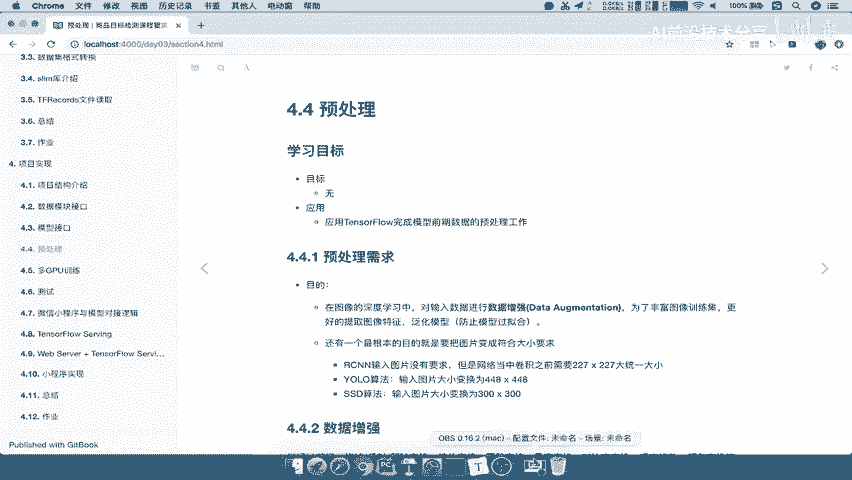 Chrome 文件 修改 视图 历史记录 书签 其他人 电动窗 帮助
100%
预处理 | 商品目标检测课程
localhost:4000/day03/section4.html
AI前沿技术分享
3.3. 数据集格式转换
3.4. slim库介绍
3.5. TFRecords文件读取
3.6. 总结
3.7. 作业
4. 项目实现
4.1. 项目结构介绍
4.2. 数据模块接口
4.3. 模型接口
4.4. 预处理
4.5. 多GPU训练
4.6. 测试
4.7. 微信小程序与模型对接逻辑
4.8. TensorFlow Serving
4.9. Web Server + TensorFlow Servi...
4.10. 小程序实现
4.11. 总结
4.12. 作业
Published with GitBook
4.4 预处理
学习目标
目标
无
应用
应用TensorFlow完成模型前期数据的预处理工作
4.4.1 预处理需求
目的：
在图像的深度学习中，对输入数据进行数据增强(Data Augmentation)，为了丰富图像训练集，更
好的提取图像特征，泛化模型（防止模型过拟合）。
还有一个最根本的目的就是要把图片变成符合大小要求
RCNN输入图片没有要求，但是网络当中卷积之前需要227 x 227大统一大小
YOLO算法：输入图片大小变换为448 x 448
SSD算法：输入图片大小变换为300 x 300
4.4.2 数据增强
OBS 0.16.2 (mac) - 配置文件: 未命名 - 场景: 未命名